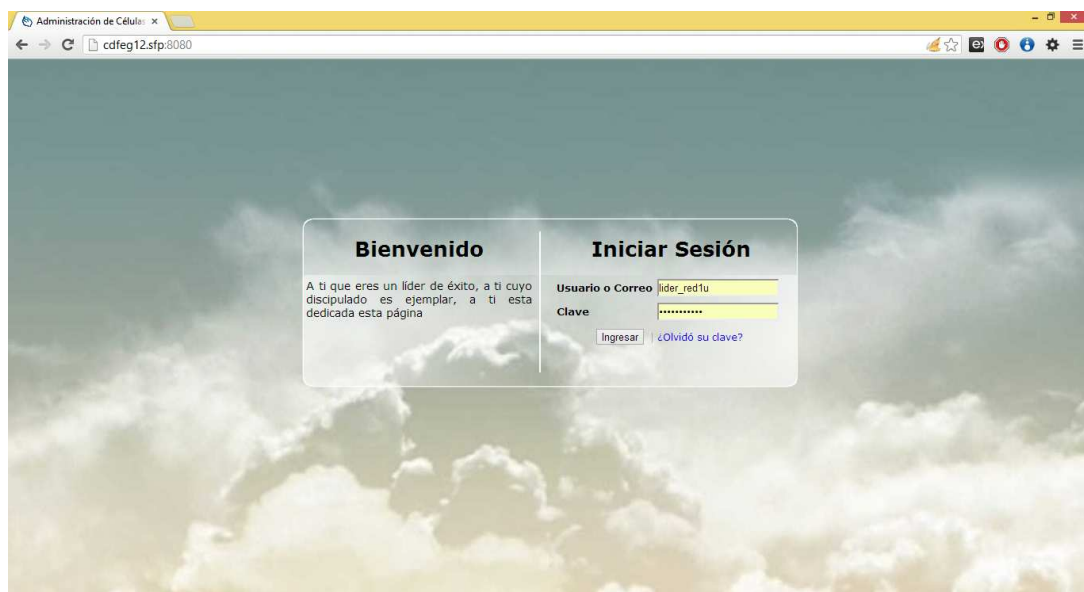 Administración de Célula
cdfeg12.sfp:8080
Bienvenido
A ti que eres un líder de éxito, a ti cuyo
discipulado es ejemplar, a ti esta
dedicada esta página
Iniciar Sesión
Usuario o Correo lider_red1u
Clave •••••••••••
Ingresar | ¿Olvidó su clave?